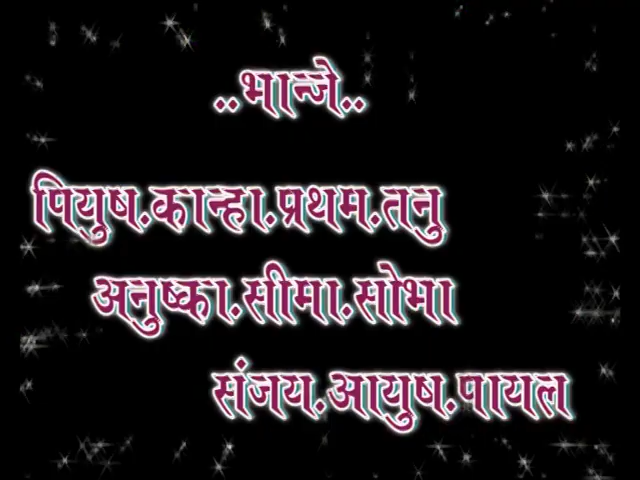 ..भान्जे..
पियुष.कान्हा.प्रथम.तनु
अनुष्का.सीमा.सोभा
संजय.आयुष.पायल